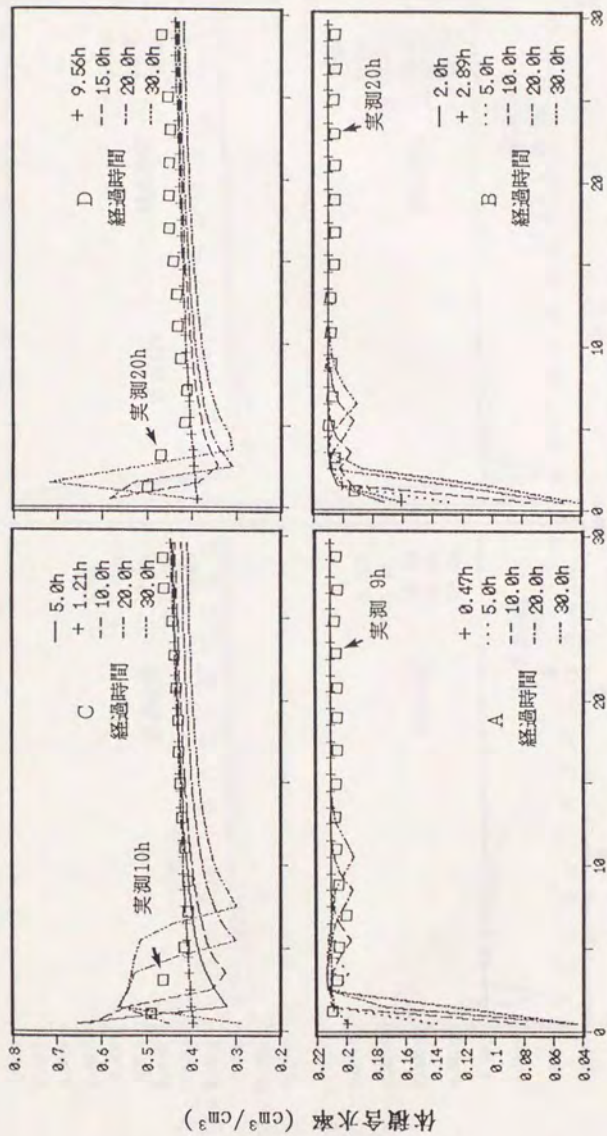 体積含水率 (cm³/cm³)
0.8
0.7
0.6
0.5
0.4
0.3
0.2
実測10h
C
経過時間
— 5.0h
+ 1.21h
-- 10.0h
-·- 20.0h
-··- 30.0h
実測20h
D
経過時間
+ 9.56h
-- 15.0h
-·- 20.0h
-··- 30.0h
0.22
0.2
0.18
0.16
0.14
0.12
0.1
0.08
0.06
0.04
実測 9h
A
経過時間
+ 0.47h
··· 5.0h
-- 10.0h
-·- 20.0h
-··- 30.0h
0 10 20 30
実測20h
B
経過時間
— 2.0h
+ 2.89h
··· 5.0h
-- 10.0h
-·- 20.0h
-··- 30.0h
0 10 20 30